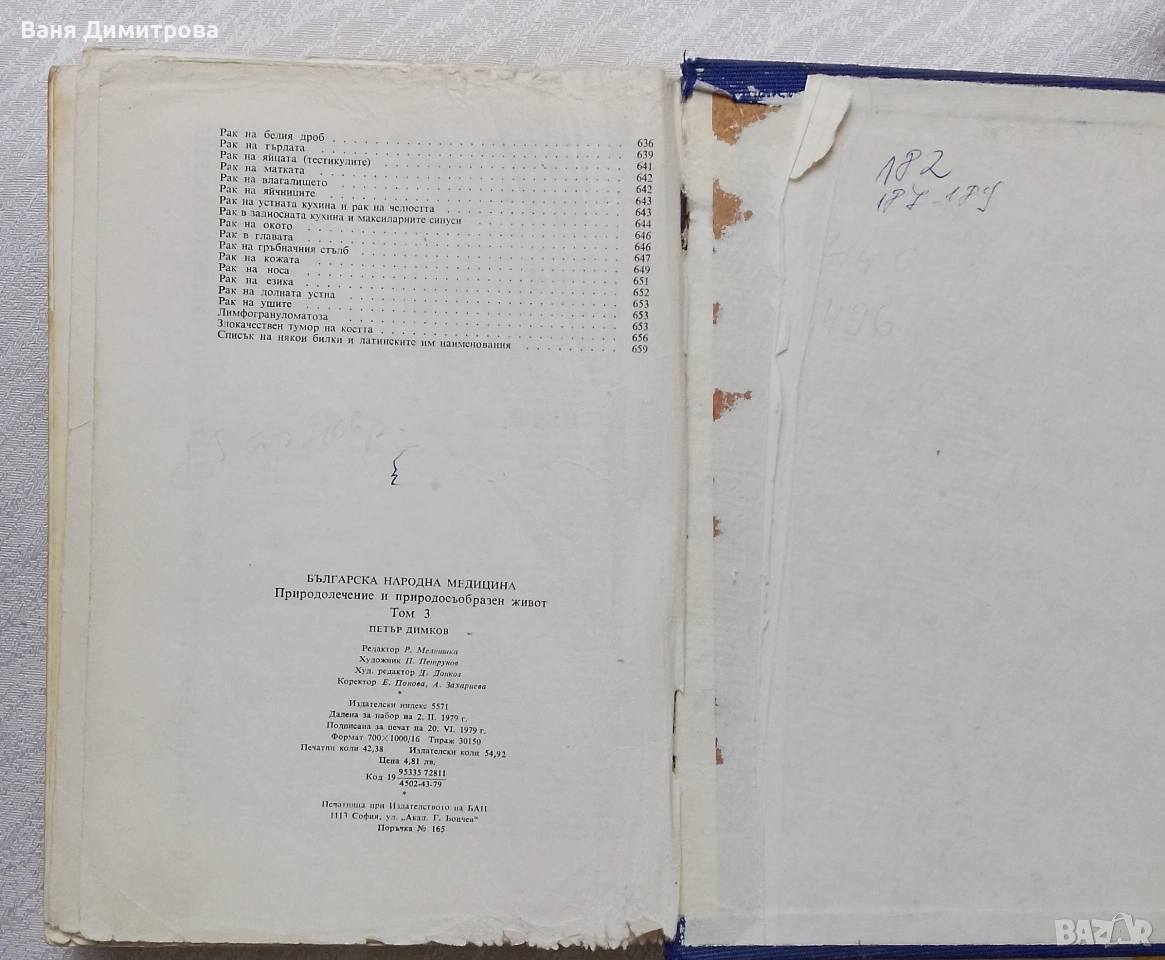 Ваня Димитрова
Рак на белия дроб 636
Рак на гърдата 639
Рак на яйцата (тестикулите) 641
Рак на матката 642
Рак на влагалището 642
Рак на яйчниците 643
Рак на устната кухина и рак на челюстта 643
Рак в задносната кухина и максиларните синуси 644
Рак на окото 646
Рак в главата 646
Рак на гръбначния стълб 647
Рак на кожата 649
Рак на носа 651
Рак на езика 652
Рак на долната устна 653
Рак на ушите 653
Лимфогрануломатоза 653
Злокачествен тумор на костта 656
Списък на някои билки и латинските им наименования 659
БЪЛГАРСКА НАРОДНА МЕДИЦИНА
Природолечение и природосъобразен живот
Том 3
ПЕТЪР ДИМКОВ
Редактор Р. Мелнишка
Художник П. Петрунов
Худ. редактор Д. Донков
Коректор Е. Попова, А. Захариева
*
Издателски индекс 5571
Дадена за набор на 2. II. 1979 г.
Подписана за печат на 20. VI. 1979 г.
Формат 700×1000/16 Тираж 30150
Печатни коли 42,38 Издателски коли 54,92
Цена 4,81 лв.
Код 19 95335 72811
4502-43-79
*
Печатница при Издателството на БАН
1113 София, ул. „Акад. Г. Бончев“
Поръчка № 165
182
187-189
496
BAZAR